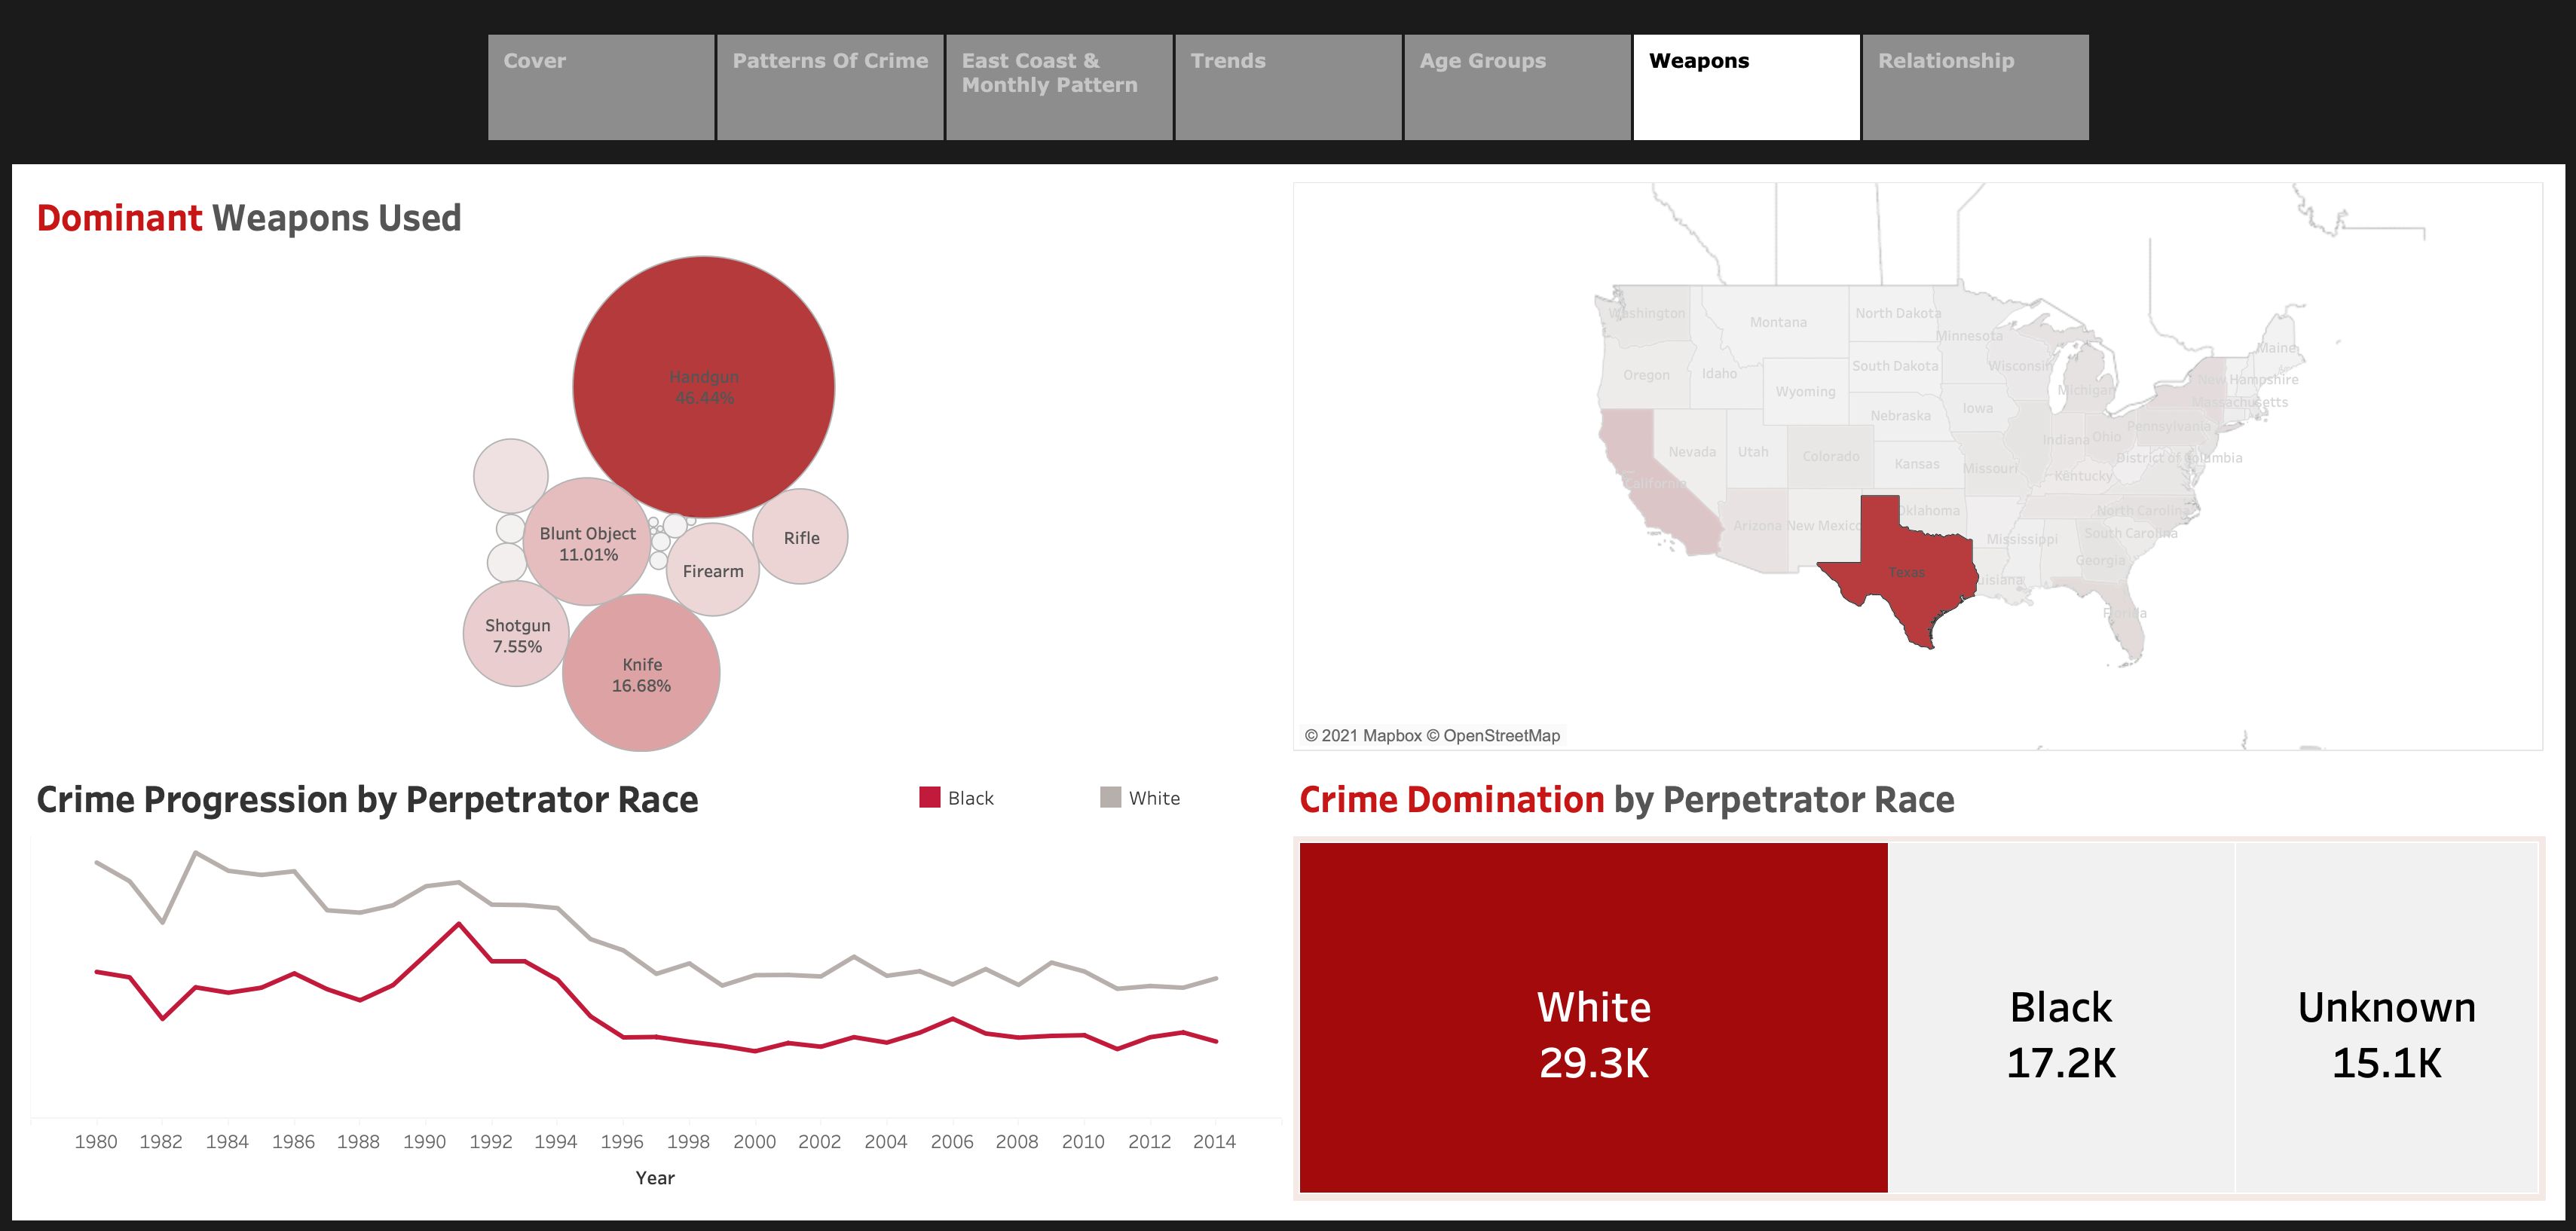 Cover
Patterns Of Crime
East Coast &
Monthly Pattern
Trends
Age Groups
Weapons
Relationship
Dominant Weapons Used
Handgun
46.44%
Blunt Object
11.01%
Rifle
Firearm
Shotgun
7.55%
Knife
16.68%
Washington
Montana
North Dakota
Minnesota
Maine
Oregon
Idaho
South Dakota
Wisconsin
Wyoming
Michigan
New Hampshire
Massachusetts
Nebraska
Iowa
Pennsylvania
Nevada
Utah
Colorado
Indiana
Ohio
District of Columbia
Kansas
Missouri
Kentucky
California
Arizona
New Mexico
Oklahoma
North Carolina
Mississippi
South Carolina
Georgia
Texas
uisiana
Florida
© 2021 Mapbox © OpenStreetMap
Crime Progression by Perpetrator Race
Black
White
1980 1982 1984 1986 1988 1990 1992 1994 1996 1998 2000 2002 2004 2006 2008 2010 2012 2014
Year
Crime Domination by Perpetrator Race
White
29.3K
Black
17.2K
Unknown
15.1K